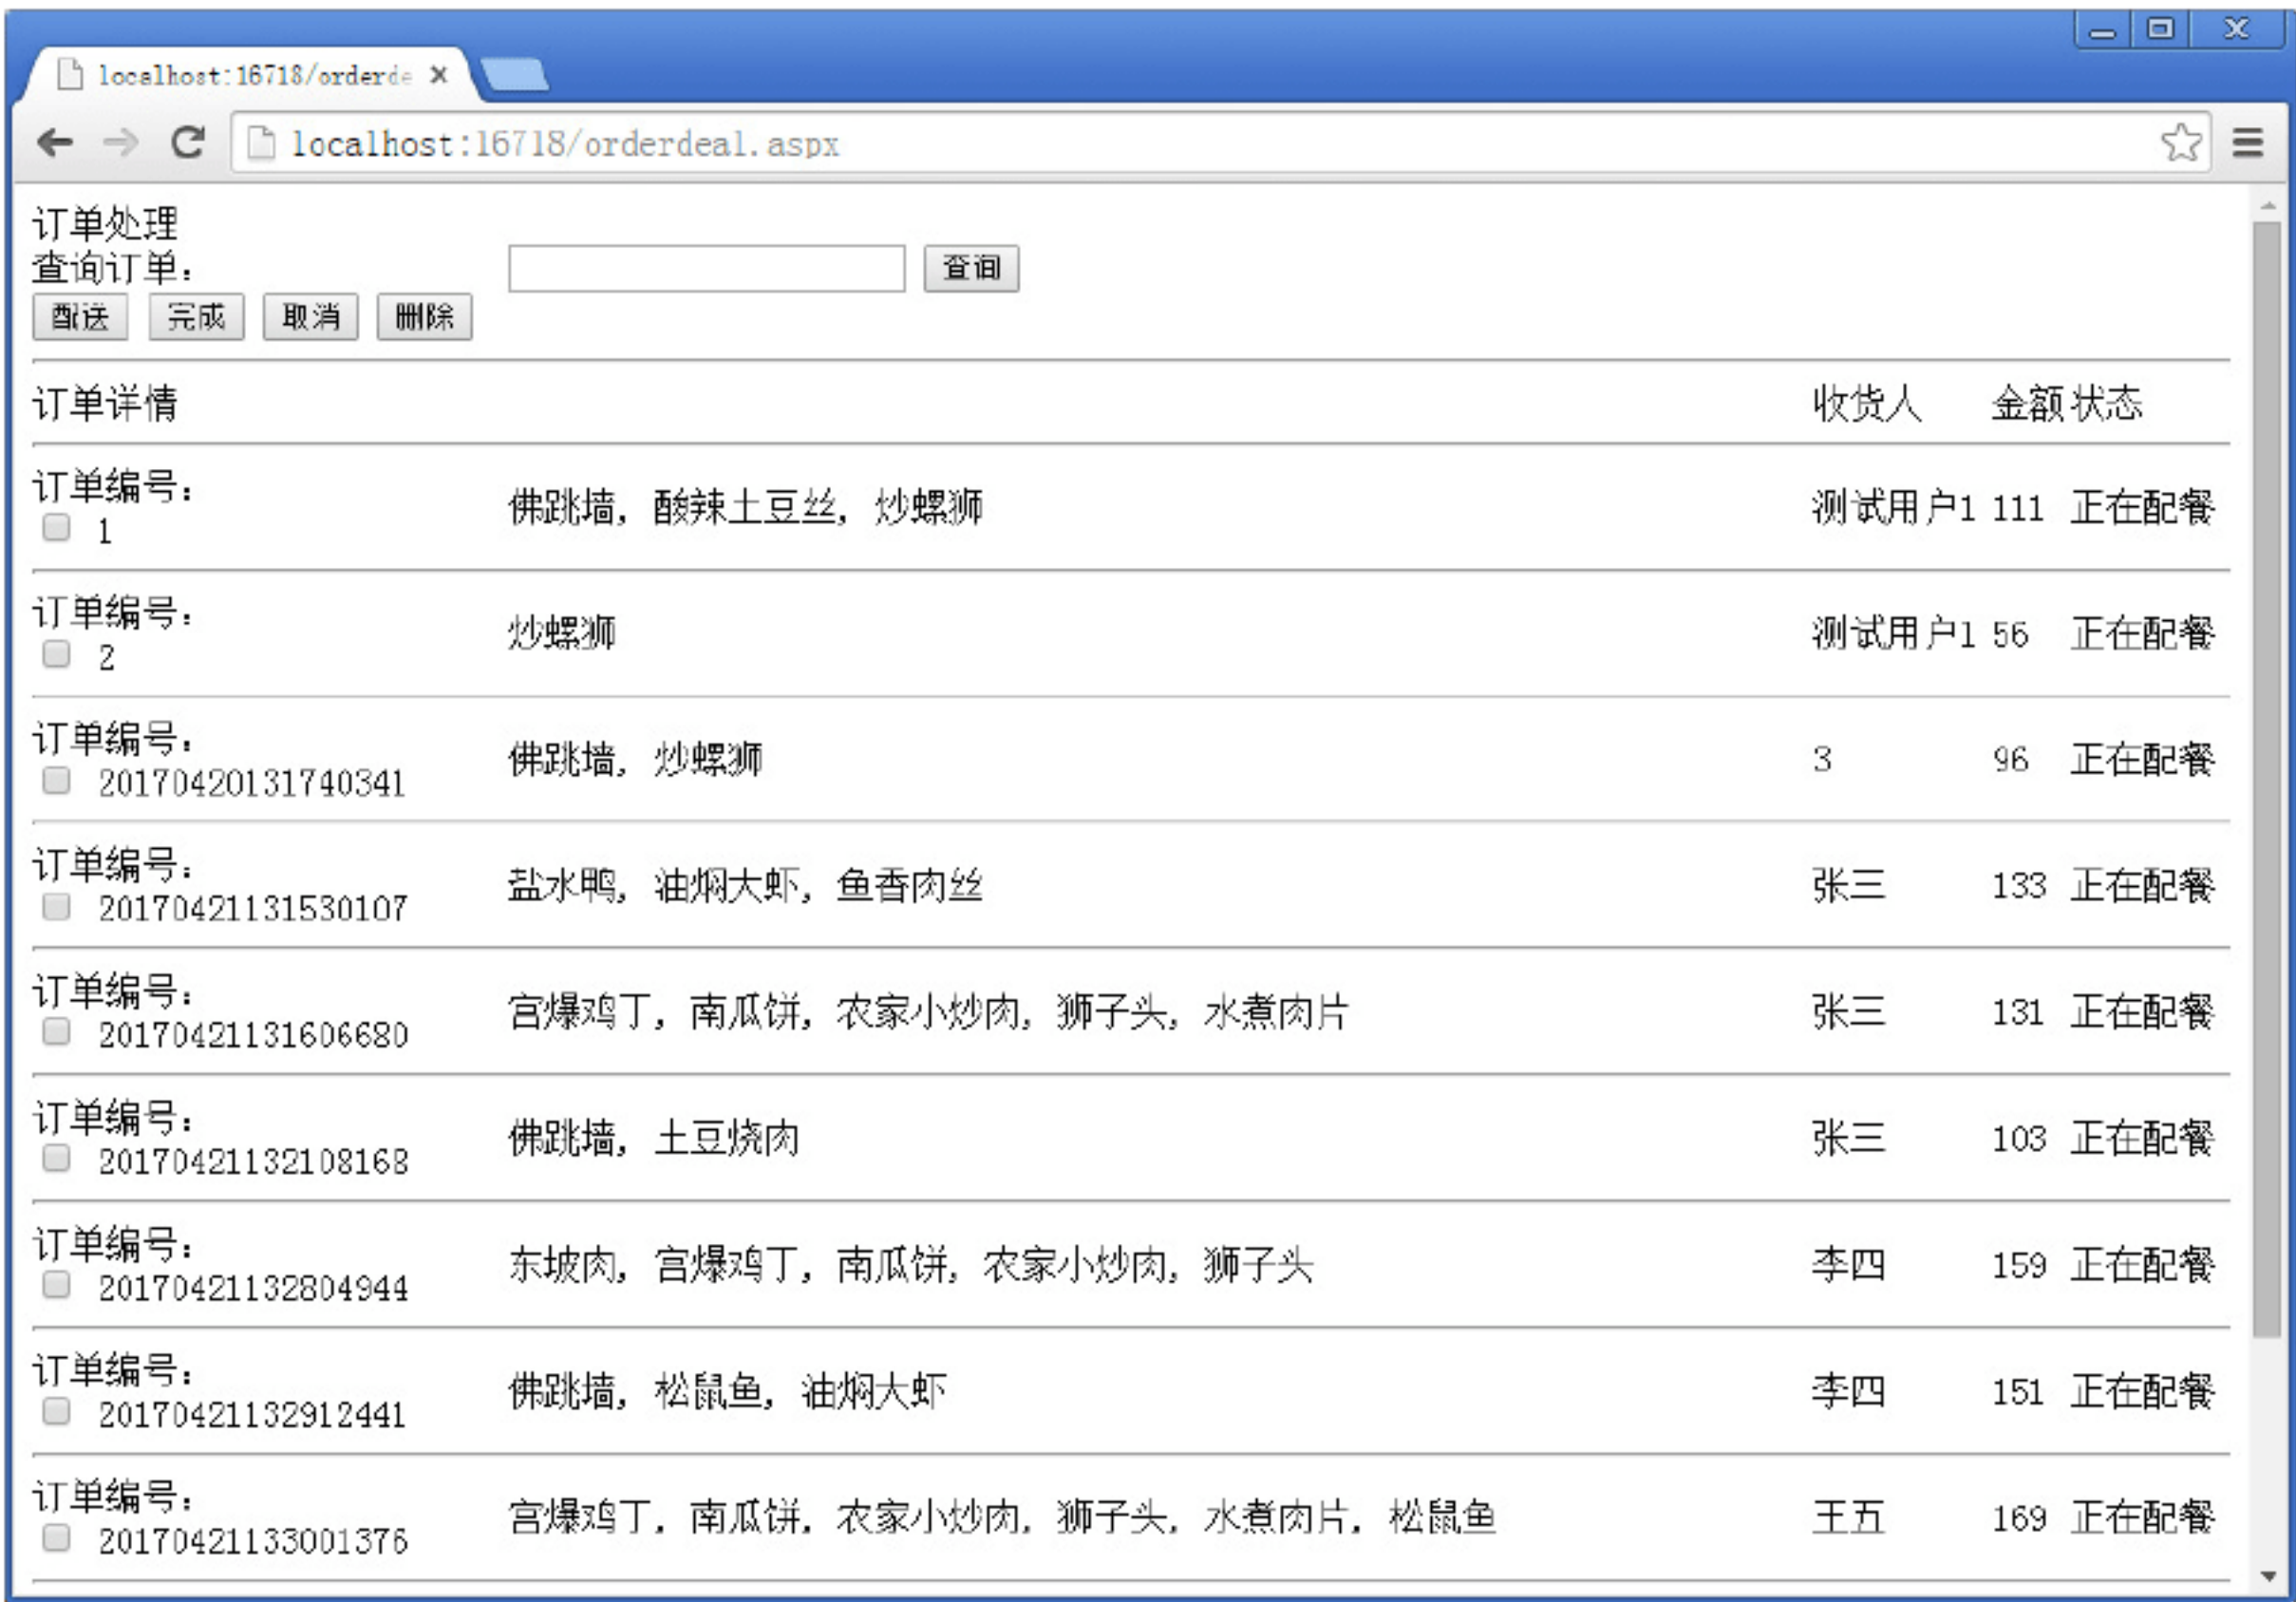 localhost:16718/orderde
localhost:16718/orderdeal.aspx
订单处理
查询订单： 查询
配送 完成 取消 删除
订单详情 收货人 金额 状态
订单编号：
1 佛跳墙，酸辣土豆丝，炒螺狮 测试用户1 111 正在配餐
订单编号：
2 炒螺狮 测试用户1 56 正在配餐
订单编号：
20170420131740341 佛跳墙，炒螺狮 3 96 正在配餐
订单编号：
20170421131530107 盐水鸭，油焖大虾，鱼香肉丝 张三 133 正在配餐
订单编号：
20170421131606680 宫爆鸡丁，南瓜饼，农家小炒肉，狮子头，水煮肉片 张三 131 正在配餐
订单编号：
20170421132108168 佛跳墙，土豆烧肉 张三 103 正在配餐
订单编号：
20170421132804944 东坡肉，宫爆鸡丁，南瓜饼，农家小炒肉，狮子头 李四 159 正在配餐
订单编号：
20170421132912441 佛跳墙，松鼠鱼，油焖大虾 李四 151 正在配餐
订单编号：
20170421133001376 宫爆鸡丁，南瓜饼，农家小炒肉，狮子头，水煮肉片，松鼠鱼 王五 169 正在配餐